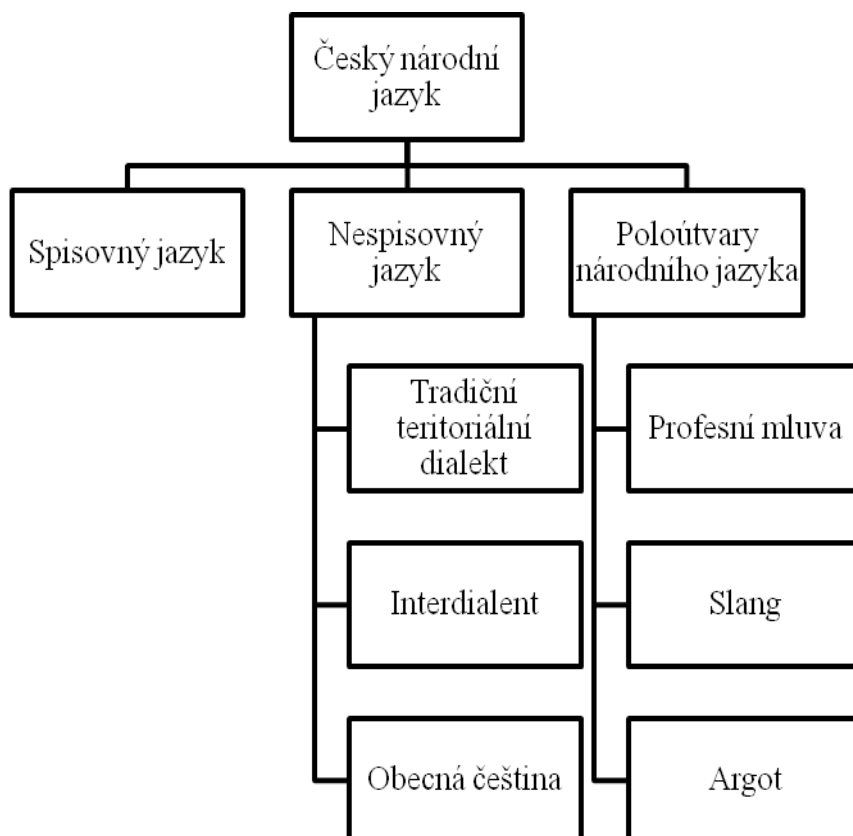 Český národní
jazyk
Spisovný jazyk
Nespisovný
jazyk
Poloútvary
národního jazyka
Tradiční
teritoriální
dialekt
Profesní mluva
Interdialent
Slang
Obecná čeština
Argot